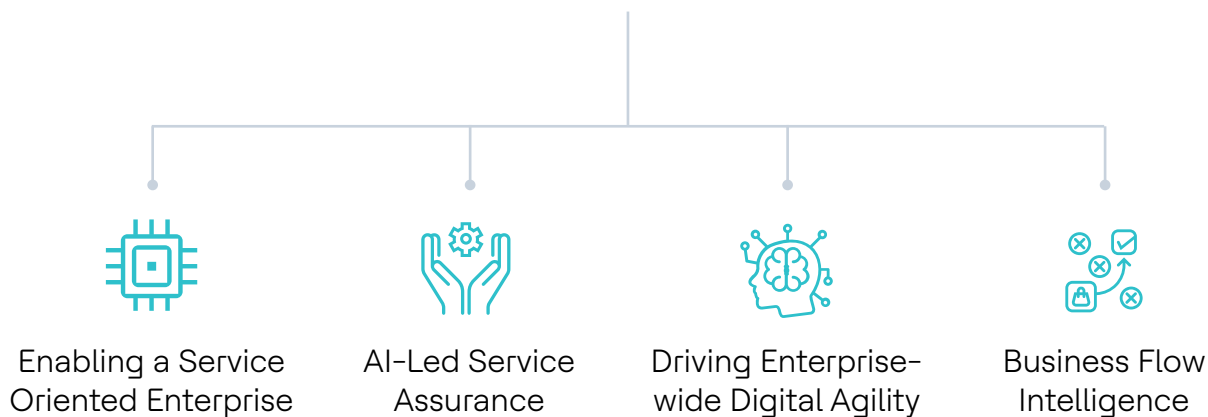 Enabling a Service
Oriented Enterprise
AI-Led Service
Assurance
Driving Enterprise-
wide Digital Agility
Business Flow
Intelligence